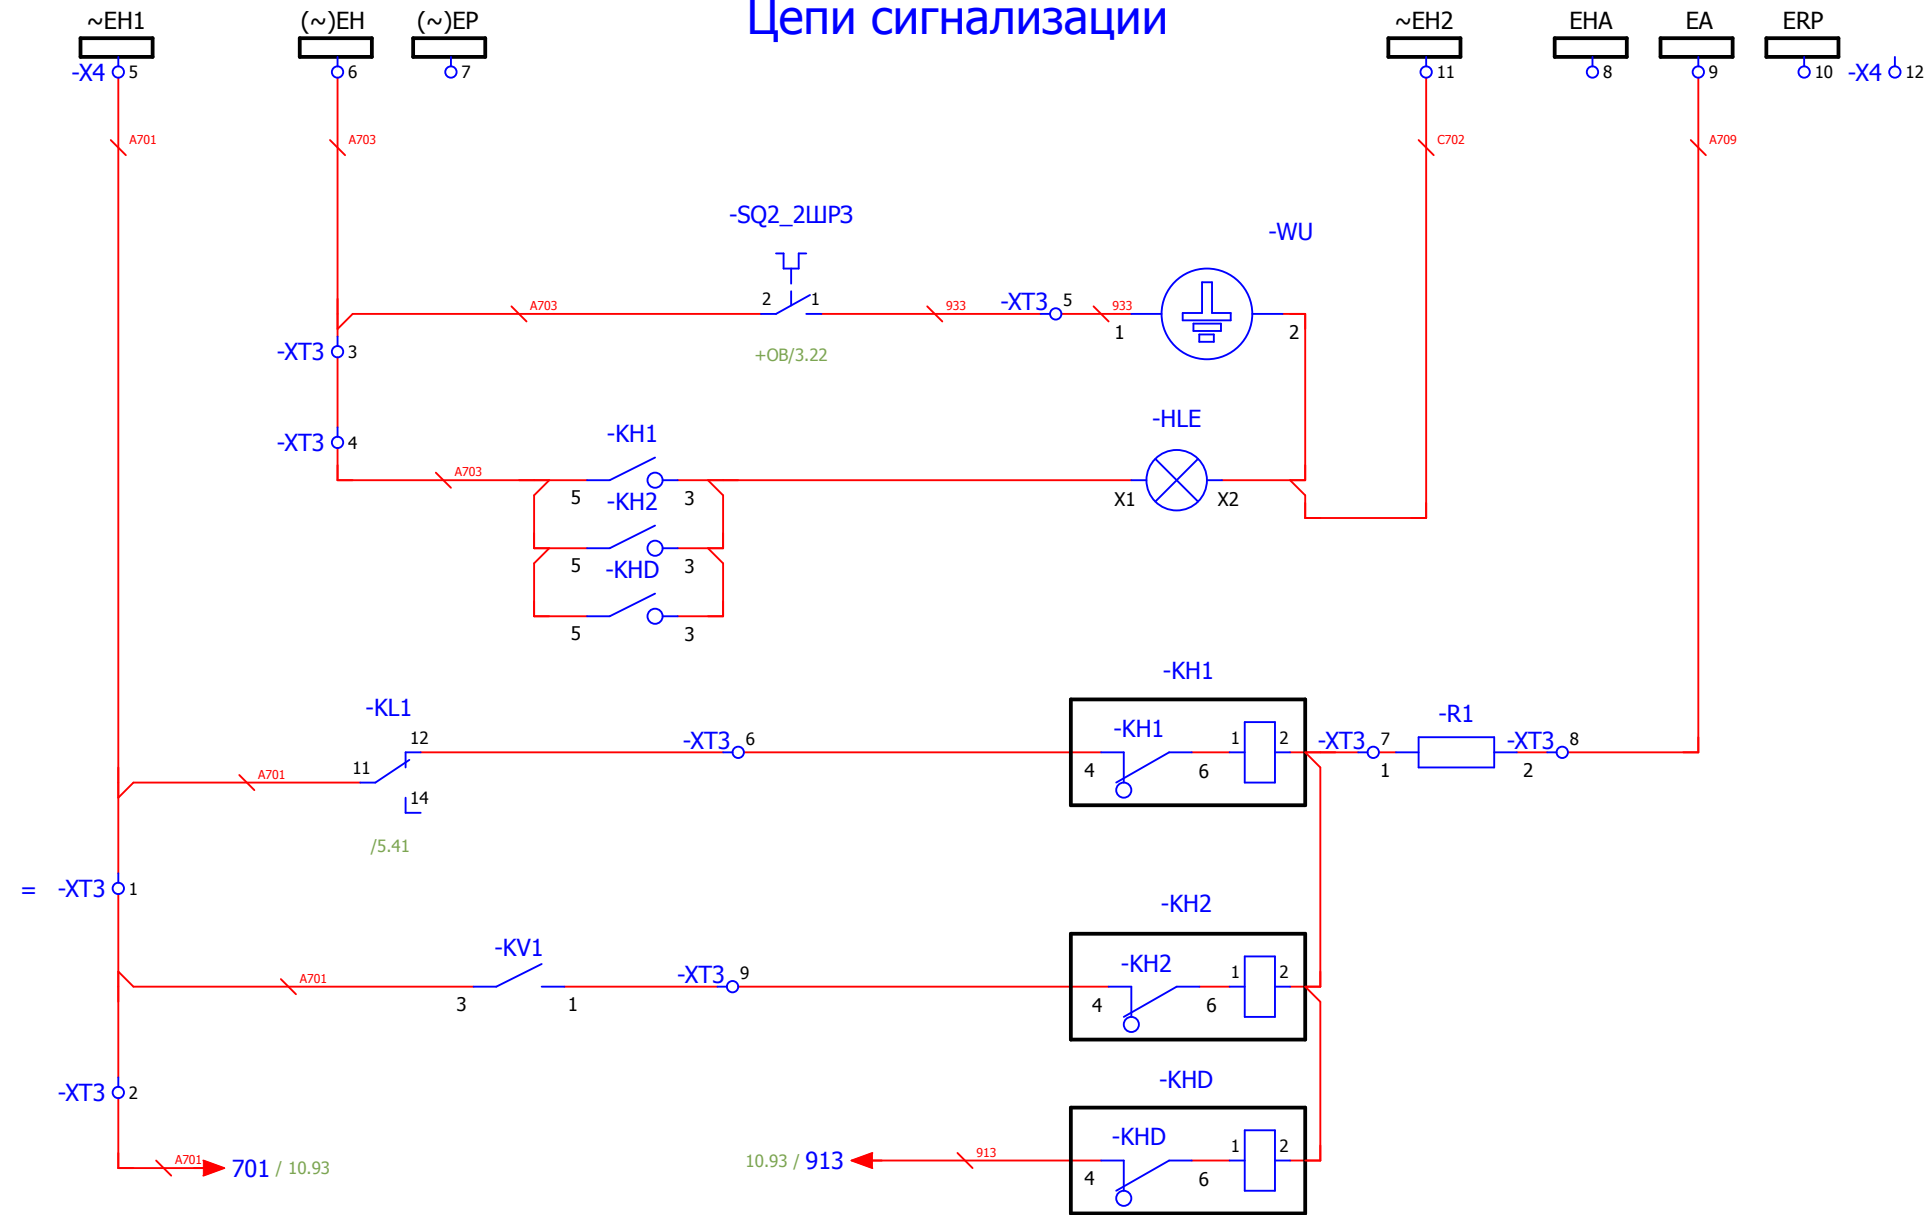 Цепи сигнализации
~EH1 (~)EH (~)EP ~EH2 EHA EA ERP
-X4 5 6 7 11 8 9 10 -X4 12
A701 A703 C702 A709
-SQ2_2ШРЗ
-WU
2 1 -XT3 5
A703 933 933
1 2
-XT3 3
+OB/3.22
-HLE
-KH1
-XT3 4
A703
5 3 X1 X2
-KH2
5 3
-KHD
5 3
-KH1
-KL1 -R1
12 -XT3 6 -KH1 1 2 -XT3 7 -XT3 8
11 4 6 1 2
A701
14
/5.41
= -XT3 1
-KH2
-KV1
-XT3 9 -KH2 1 2
A701
3 1 4 6
-XT3 2
-KHD
-KHD 1 2
A701 701 / 10.93 10.93 / 913 913
4 6